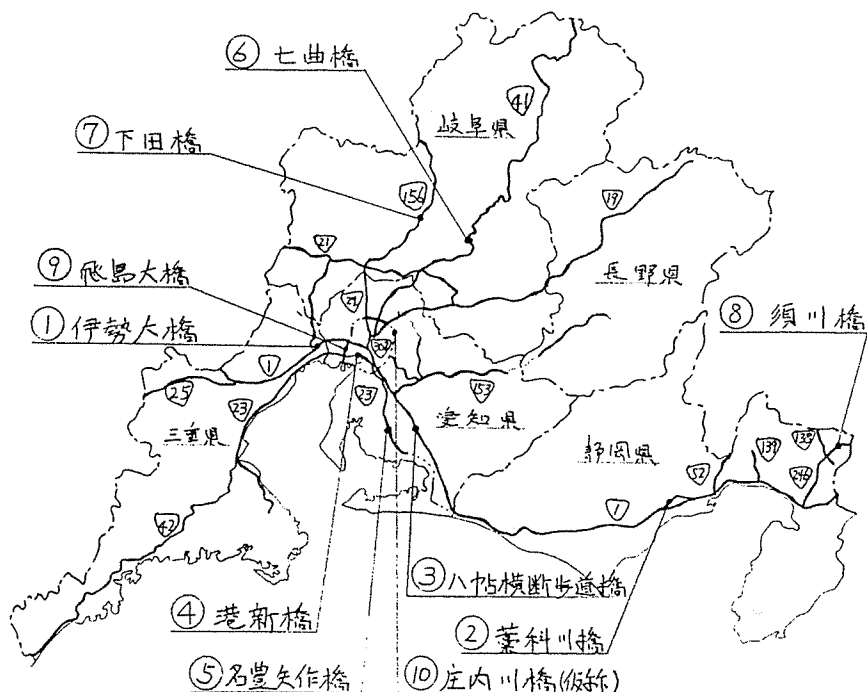 ⑥ 七曲橋
41
岐阜県
⑦ 下田橋
156
19
21
長野県
⑨ 飛島大橋
⑧ 須川橋
① 伊勢大橋
1
153
25
23
23
愛知県
三重県
静岡県
52
139
138
246
1
42
③ 八帖横断歩道橋
④ 港新橋
② 藁科川橋
⑤ 名豊矢作橋
⑩ 庄内川橋(仮称)